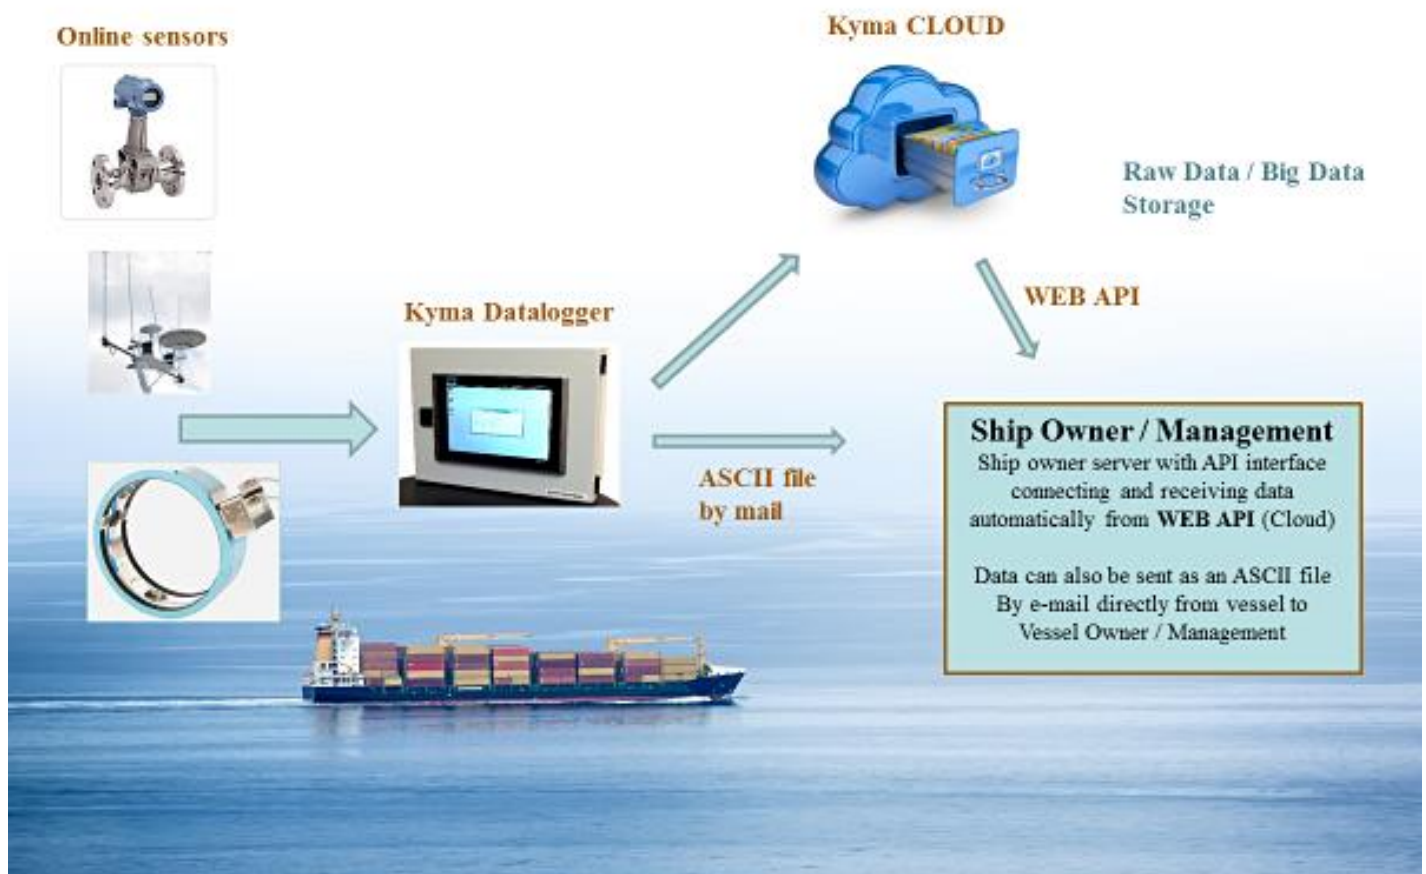 Online sensors
Kyma CLOUD
Raw Data / Big Data
Storage
WEB API
Kyma Datalogger
ASCII file
by mail
Ship Owner / Management
Ship owner server with API interface
connecting and receiving data
automatically from WEB API (Cloud)
Data can also be sent as an ASCII file
By e-mail directly from vessel to
Vessel Owner / Management